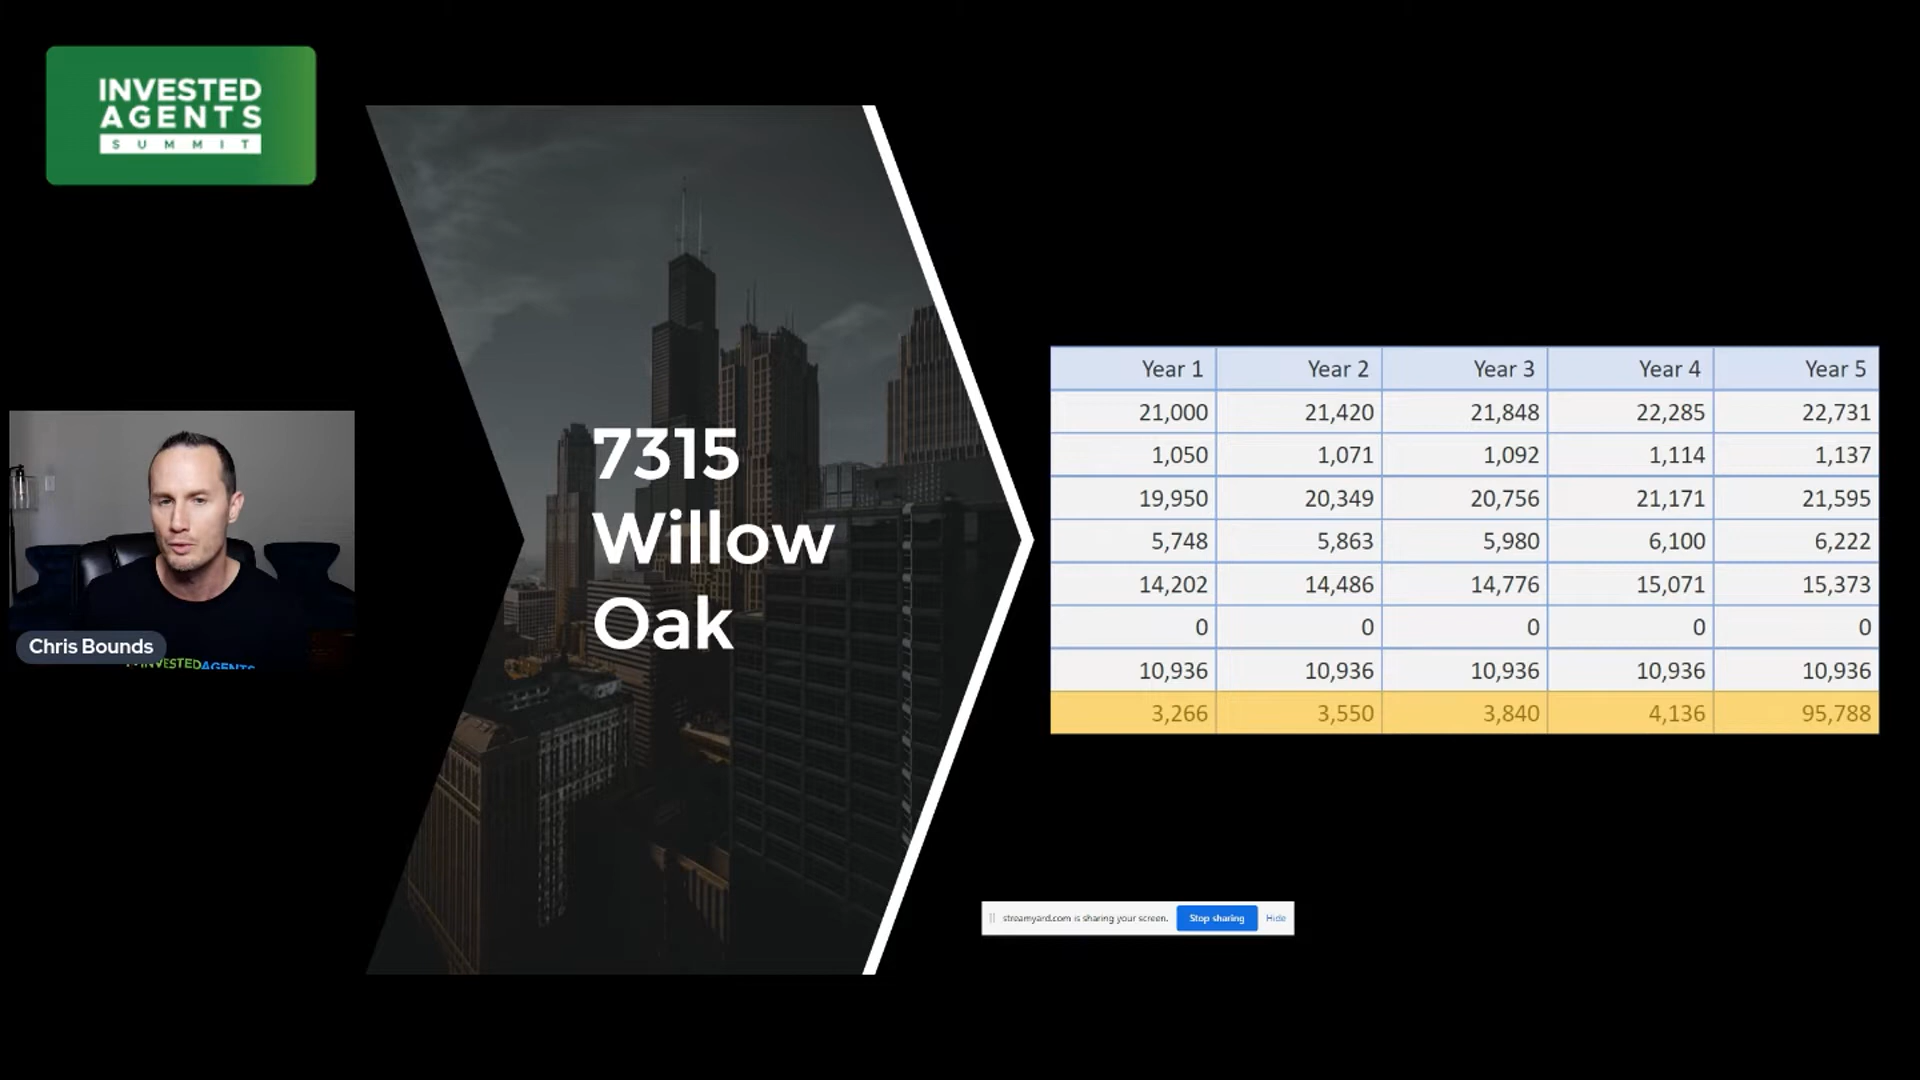 INVESTED
AGENTS
SUMMIT
7315
Willow
Oak
Chris Bounds
INVESTEDAGENTS
Year 1 Year 2 Year 3 Year 4 Year 5
21,000 21,420 21,848 22,285 22,731
1,050 1,071 1,092 1,114 1,137
19,950 20,349 20,756 21,171 21,595
5,748 5,863 5,980 6,100 6,222
14,202 14,486 14,776 15,071 15,373
0 0 0 0 0
10,936 10,936 10,936 10,936 10,936
3,266 3,550 3,840 4,136 95,788
streamyard.com is sharing your screen. Stop sharing Hide